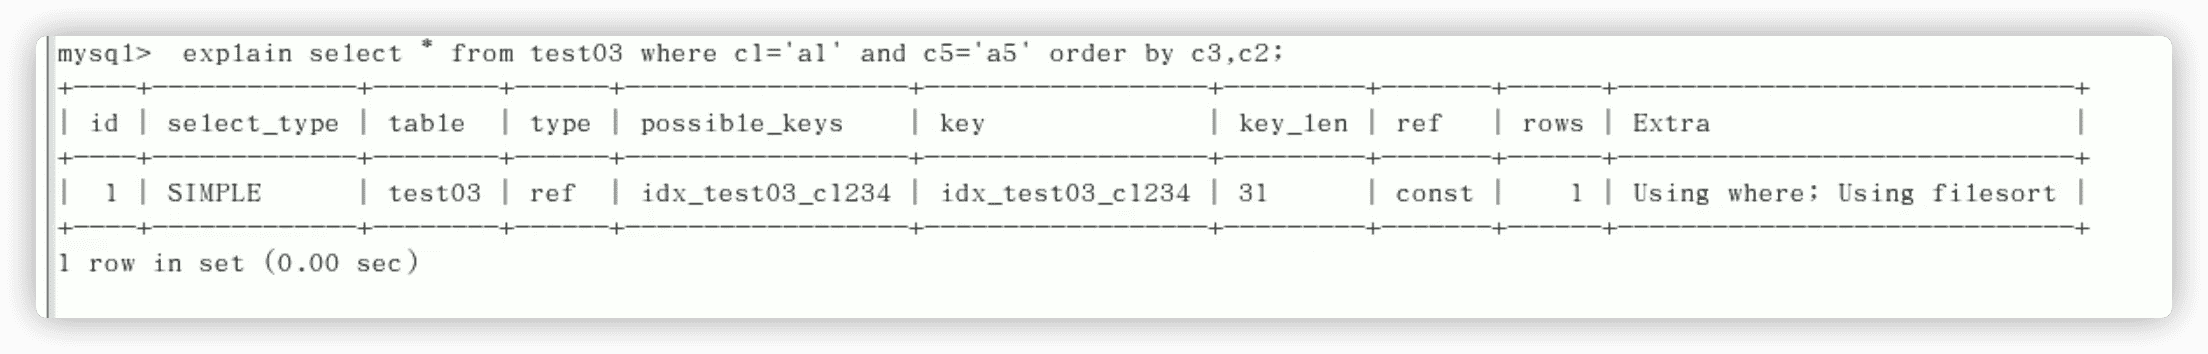 mysql> explain select * from test03 where c1='a1' and c5='a5' order by c3,c2;
+----+-------------+--------+------+------------------+------------------+---------+-------+------+-----------------------------+
| id | select_type | table  | type | possible_keys    | key              | key_len | ref   | rows | Extra                       |
+----+-------------+--------+------+------------------+------------------+---------+-------+------+-----------------------------+
|  1 | SIMPLE      | test03 | ref  | idx_test03_c1234 | idx_test03_c1234 | 31      | const |    1 | Using where; Using filesort |
+----+-------------+--------+------+------------------+------------------+---------+-------+------+-----------------------------+
1 row in set (0.00 sec)